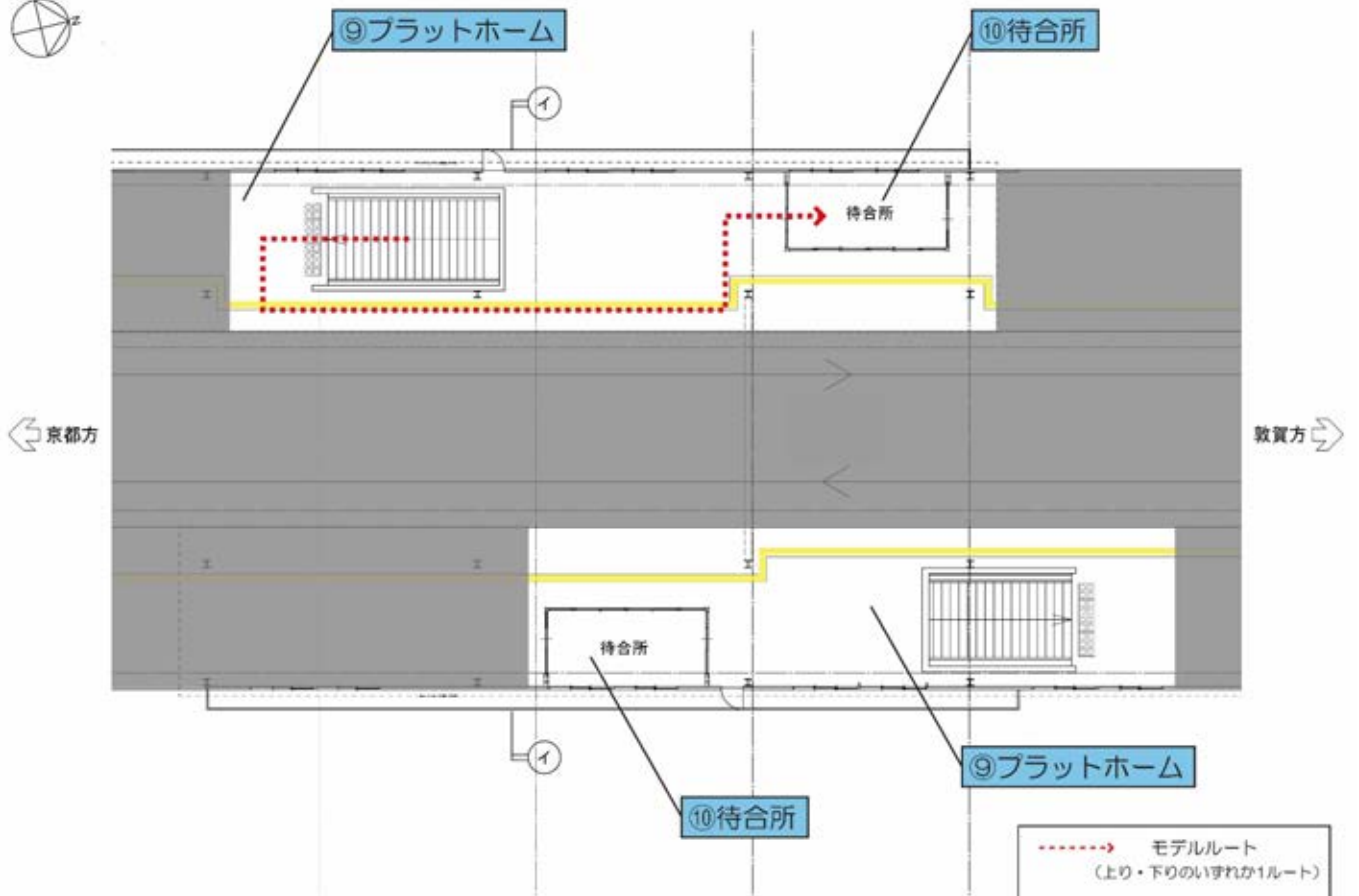 N
⑨プラットホーム
⑩待合所
イ
待合所
京都方
敦賀方
待合所
⑨プラットホーム
イ
⑩待合所
モデルルート
(上り・下りのいずれか1ルート)